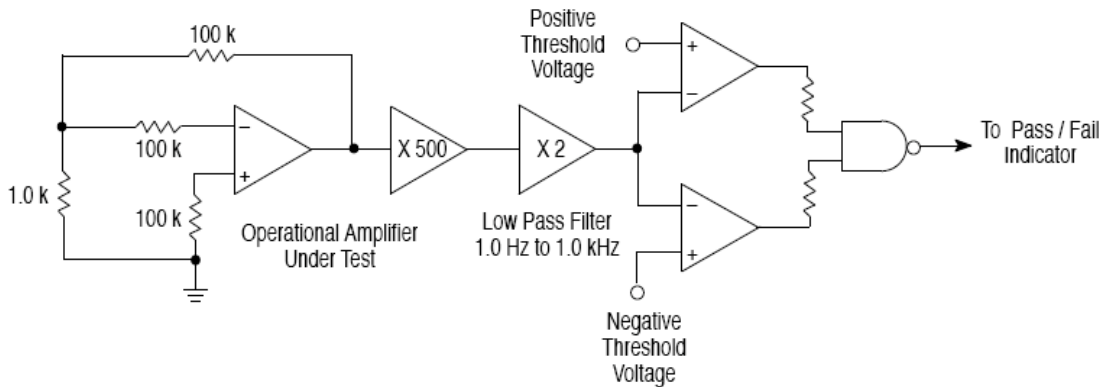 100 k
Positive
Threshold
Voltage
+
−
−
100 k
+
X 500
X 2
To Pass / Fail
Indicator
1.0 k
100 k
Operational Amplifier
Under Test
Low Pass Filter
1.0 Hz to 1.0 kHz
−
+
Negative
Threshold
Voltage